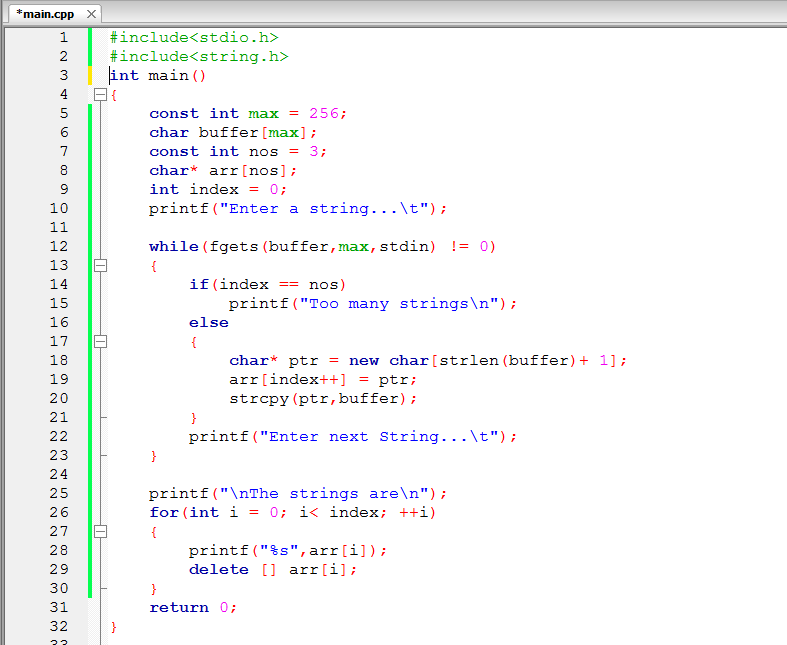 *main.cpp
1 #include<stdio.h>
2 #include<string.h>
3 int main()
4 {
5 const int max = 256;
6 char buffer[max];
7 const int nos = 3;
8 char* arr[nos];
9 int index = 0;
10 printf("Enter a string...\t");
11
12 while(fgets(buffer,max,stdin) != 0)
13 {
14 if(index == nos)
15 printf("Too many strings\n");
16 else
17 {
18 char* ptr = new char[strlen(buffer)+ 1];
19 arr[index++] = ptr;
20 strcpy(ptr,buffer);
21 }
22 printf("Enter next String...\t");
23 }
24
25 printf("\nThe strings are\n");
26 for(int i = 0; i< index; ++i)
27 {
28 printf("%s",arr[i]);
29 delete [] arr[i];
30 }
31 return 0;
32 }
33